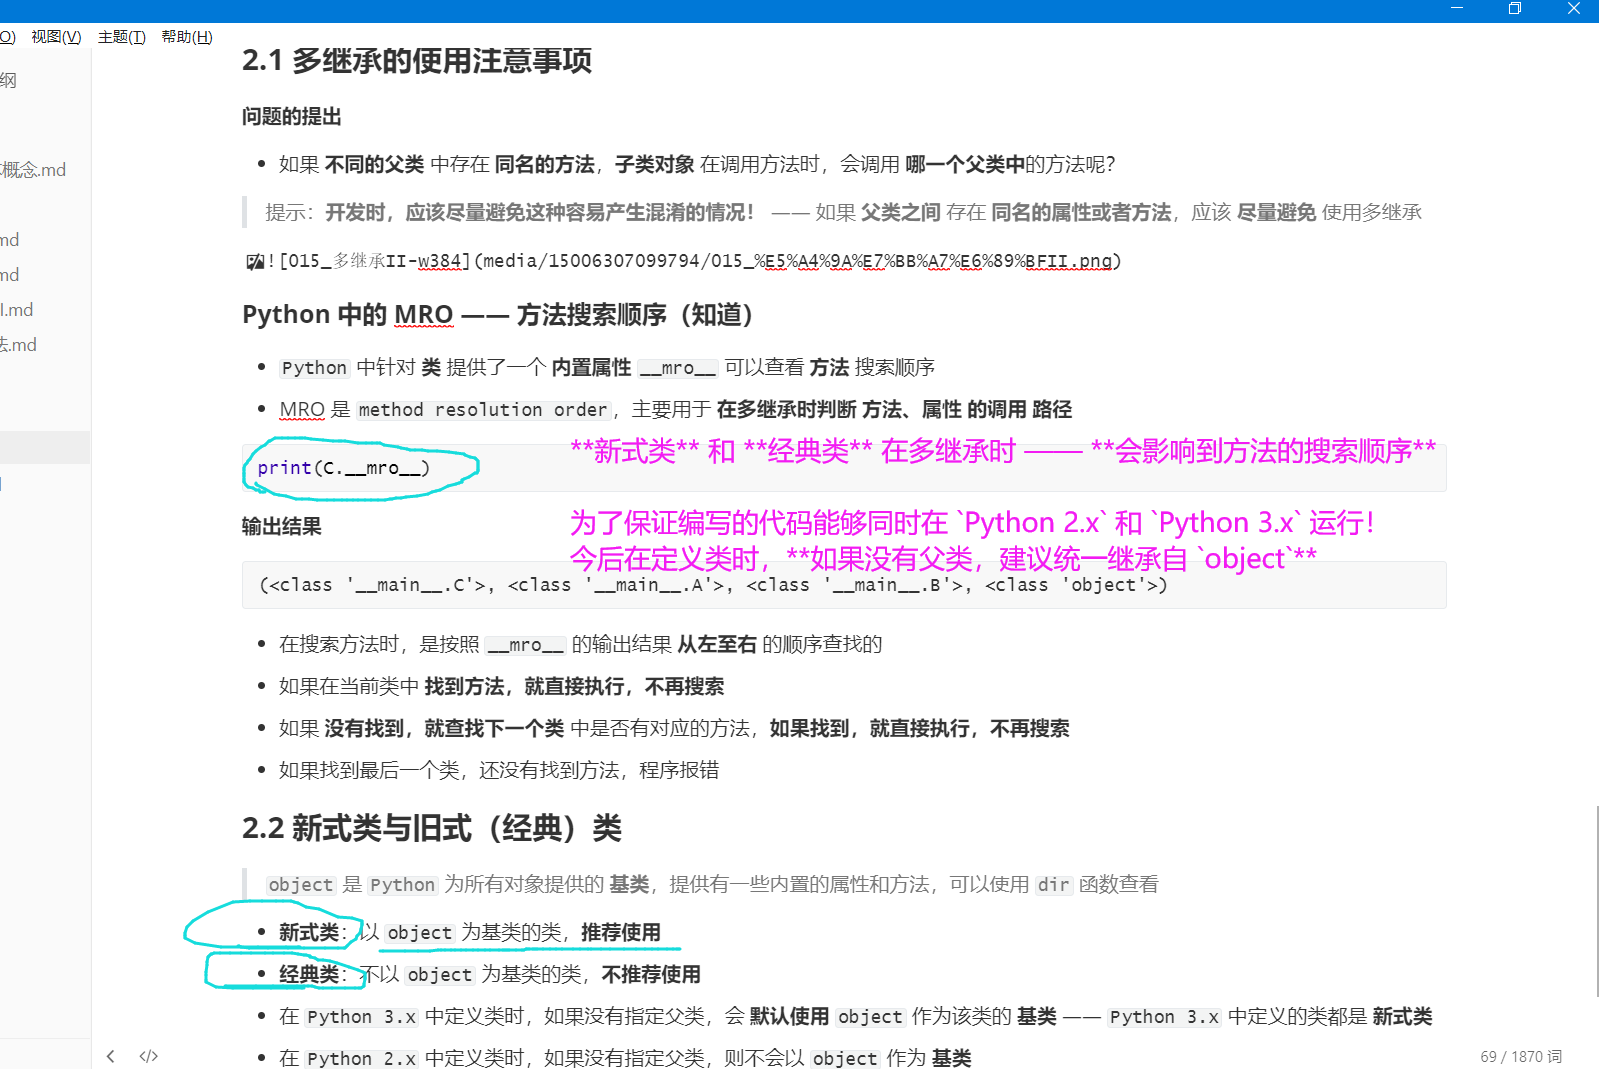 O) 视图(V) 主题(T) 帮助(H)
纲
概念.md
md
md
l.md
法.md
2.1 多继承的使用注意事项
问题的提出
• 如果 不同的父类 中存在 同名的方法，子类对象 在调用方法时，会调用 哪一个父类中的方法呢？
提示：开发时，应该尽量避免这种容易产生混淆的情况！ —— 如果 父类之间 存在 同名的属性或者方法，应该 尽量避免 使用多继承
![015_多继承II-w384](media/15006307099794/015_%E5%A4%9A%E7%BB%A7%E6%89%BFII.png)
Python 中的 MRO —— 方法搜索顺序（知道）
• Python 中针对 类 提供了一个 内置属性 __mro__ 可以查看 方法 搜索顺序
• MRO 是 method resolution order，主要用于 在多继承时判断 方法、属性 的调用 路径
**新式类** 和 **经典类** 在多继承时 —— **会影响到方法的搜索顺序**
print(C.__mro__)
为了保证编写的代码能够同时在 `Python 2.x` 和 `Python 3.x` 运行！
输出结果
今后在定义类时，**如果没有父类，建议统一继承自 `object`**
(<class '__main__.C'>, <class '__main__.A'>, <class '__main__.B'>, <class 'object'>)
• 在搜索方法时，是按照 __mro__ 的输出结果 从左至右 的顺序查找的
• 如果在当前类中 找到方法，就直接执行，不再搜索
• 如果 没有找到，就查找下一个类 中是否有对应的方法，如果找到，就直接执行，不再搜索
• 如果找到最后一个类，还没有找到方法，程序报错
2.2 新式类与旧式（经典）类
object 是 Python 为所有对象提供的 基类，提供有一些内置的属性和方法，可以使用 dir 函数查看
• 新式类：以 object 为基类的类，推荐使用
• 经典类：不以 object 为基类的类，不推荐使用
• 在 Python 3.x 中定义类时，如果没有指定父类，会 默认使用 object 作为该类的 基类 —— Python 3.x 中定义的类都是 新式类
• 在 Python 2.x 中定义类时，如果没有指定父类，则不会以 object 作为 基类
</> 69 / 1870 词